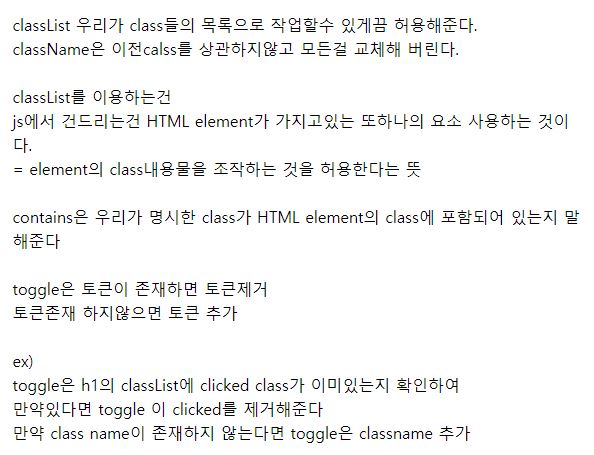 classList 우리가 class들의 목록으로 작업할수 있게끔 허용해준다.
className은 이전calss를 상관하지않고 모든걸 교체해 버린다.
classList를 이용하는건
js에서 건드리는건 HTML element가 가지고있는 또하나의 요소 사용하는 것이
다.
= element의 class내용물을 조작하는 것을 허용한다는 뜻
contains은 우리가 명시한 class가 HTML element의 class에 포함되어 있는지 말
해준다
toggle은 토큰이 존재하면 토큰제거
토큰존재 하지않으면 토큰 추가
ex)
toggle은 h1의 classList에 clicked class가 이미있는지 확인하여
만약있다면 toggle 이 clicked를 제거해준다
만약 class name이 존재하지 않는다면 toggle은 classname 추가